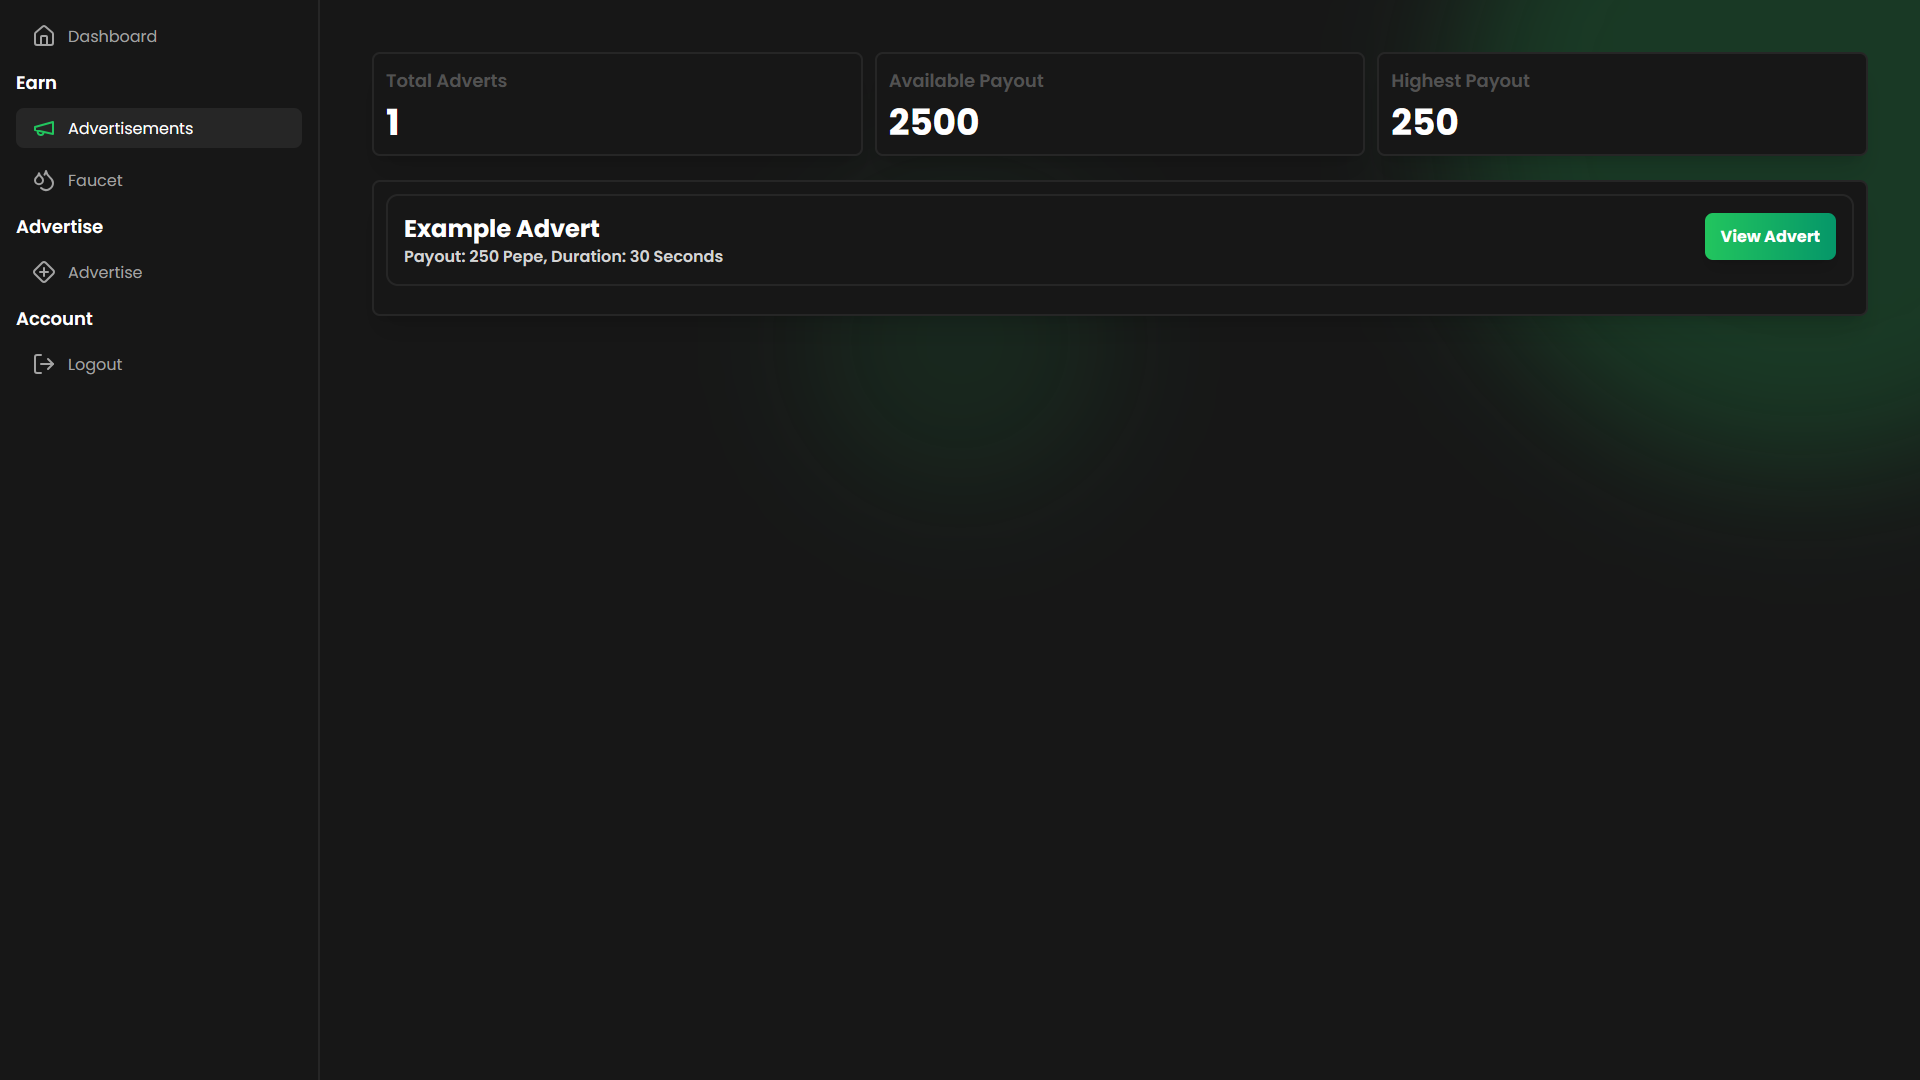 Dashboard
Earn
Advertisements
Faucet
Advertise
Advertise
Account
Logout
Total Adverts
1
Available Payout
2500
Highest Payout
250
Example Advert
Payout: 250 Pepe, Duration: 30 Seconds
View Advert